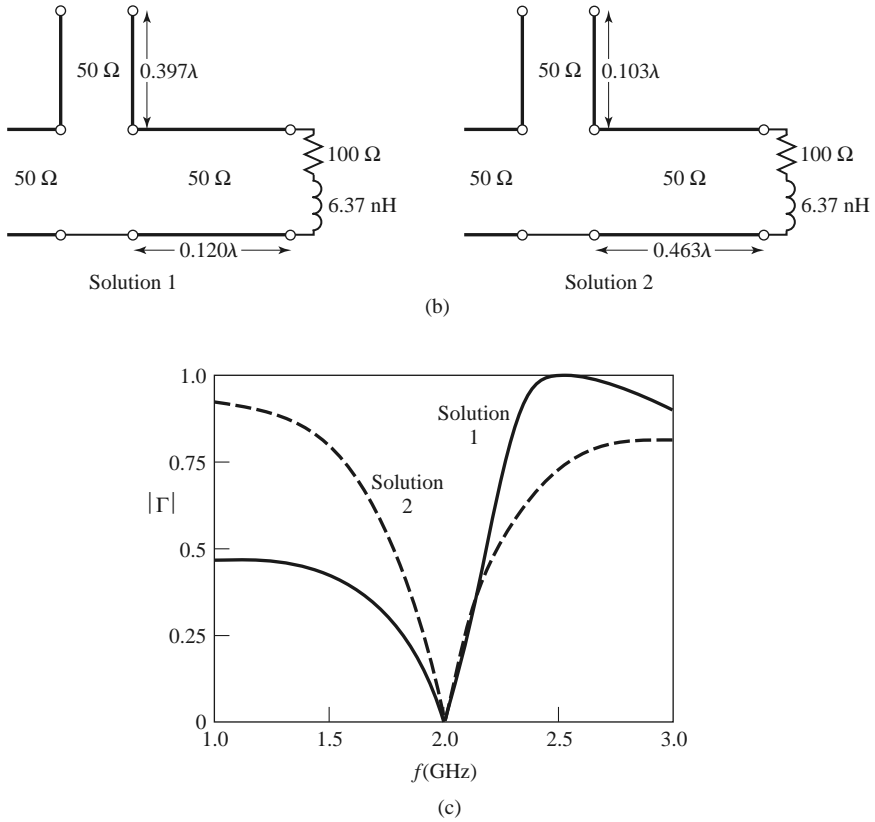 50 Ω 0.397λ
50 Ω 0.103λ
50 Ω
50 Ω
100 Ω
6.37 nH
0.120λ
Solution 1
50 Ω
50 Ω
100 Ω
6.37 nH
0.463λ
Solution 2
(b)
1.0
0.75
|Γ|
0.5
0.25
0
Solution
1
Solution
2
1.0
1.5
2.0
2.5
3.0
f(GHz)
(c)